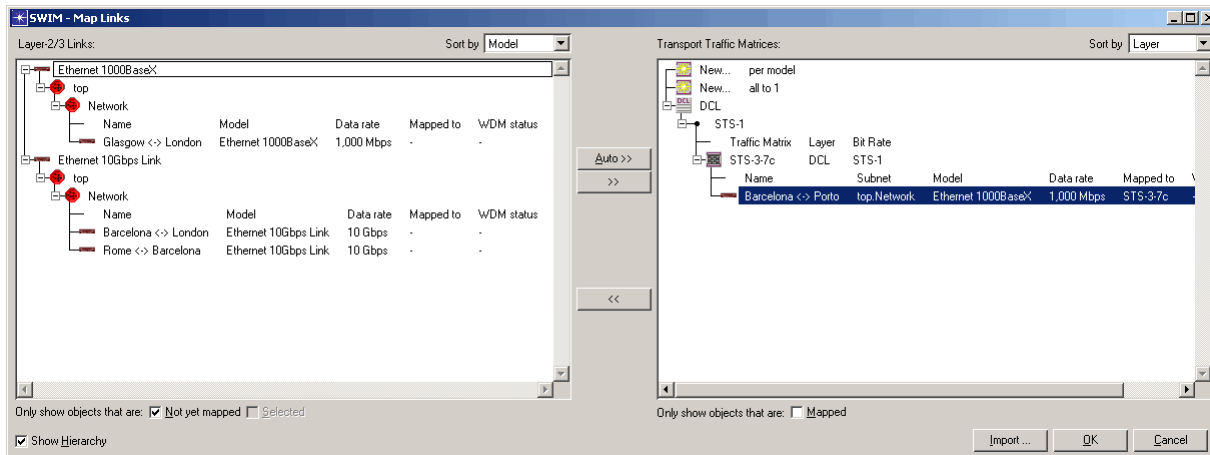 SWIM - Map Links
Layer-2/3 Links: Sort by Model
Ethernet 1000BaseX
top
Network
Name Model Data rate Mapped to WDM status
Glasgow <-> London Ethernet 1000BaseX 1,000 Mbps - -
Ethernet 10Gbps Link
top
Network
Name Model Data rate Mapped to WDM status
Barcelona <-> London Ethernet 10Gbps Link 10 Gbps - -
Rome <-> Barcelona Ethernet 10Gbps Link 10 Gbps - -
Only show objects that are: Not yet mapped Selected
Show Hierarchy
Auto >>
>>
<<
Transport Traffic Matrices: Sort by Layer
New... per model
New... all to 1
DCL DCL
STS-1
Traffic Matrix Layer Bit Rate
STS-3-7c DCL STS-1
Name Subnet Model Data rate Mapped to
Barcelona <-> Porto top.Network Ethernet 1000BaseX 1,000 Mbps STS-3-7c -
Only show objects that are: Mapped
Import ... OK Cancel